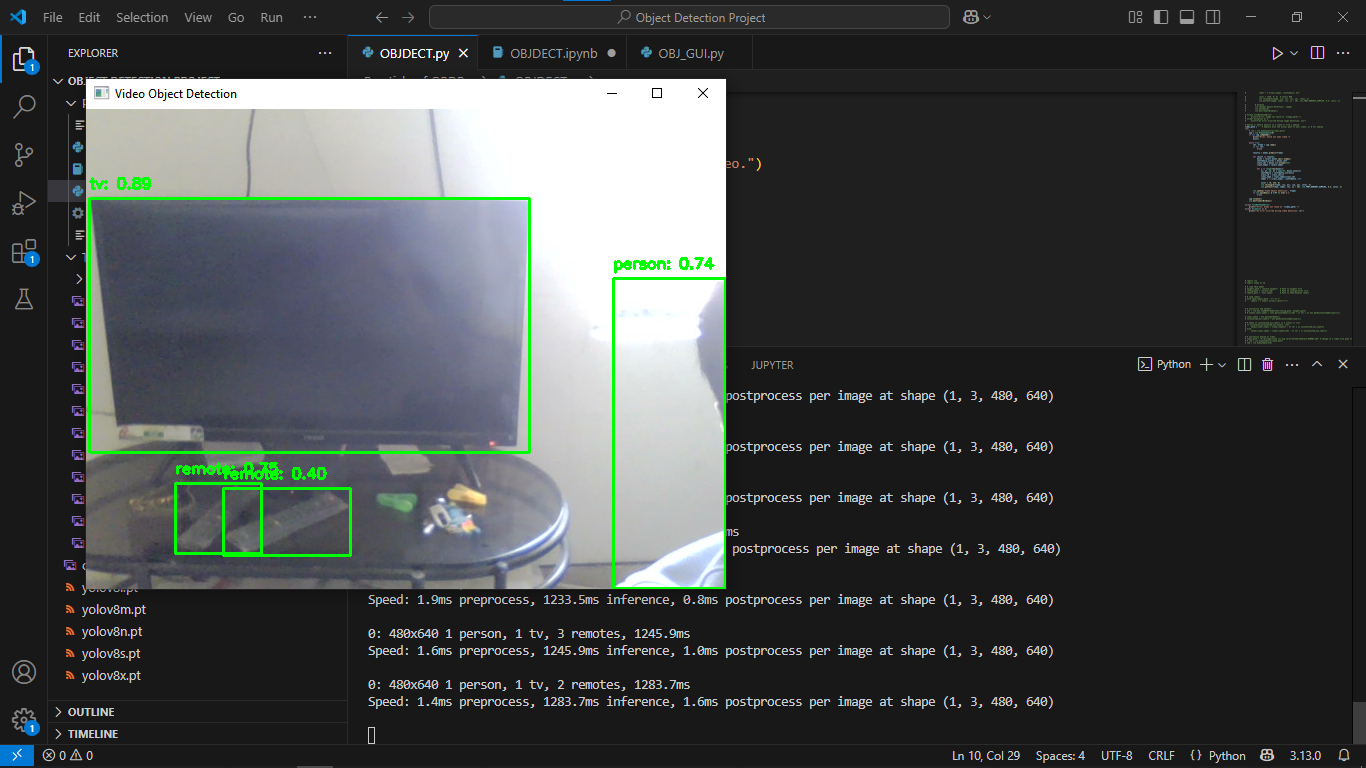 File Edit Selection View Go Run ···
Object Detection Project
EXPLORER ···
OBJDECT.py
OBJDECT.ipynb
OBJ_GUI.py
1
Video Object Detection
eo.")
tv: 0.89
person: 0.74
remote: 0.75
remote: 0.40
1
yolov8m.pt
yolov8n.pt
yolov8s.pt
yolov8x.pt
OUTLINE
TIMELINE
1
JUPYTER
Python
postprocess per image at shape (1, 3, 480, 640)
postprocess per image at shape (1, 3, 480, 640)
postprocess per image at shape (1, 3, 480, 640)
ms
postprocess per image at shape (1, 3, 480, 640)
Speed: 1.9ms preprocess, 1233.5ms inference, 0.8ms postprocess per image at shape (1, 3, 480, 640)
0: 480x640 1 person, 1 tv, 3 remotes, 1245.9ms
Speed: 1.6ms preprocess, 1245.9ms inference, 1.0ms postprocess per image at shape (1, 3, 480, 640)
0: 480x640 1 person, 1 tv, 2 remotes, 1283.7ms
Speed: 1.4ms preprocess, 1283.7ms inference, 1.6ms postprocess per image at shape (1, 3, 480, 640)
0 0
Ln 10, Col 29 Spaces: 4 UTF-8 CRLF {} Python 3.13.0